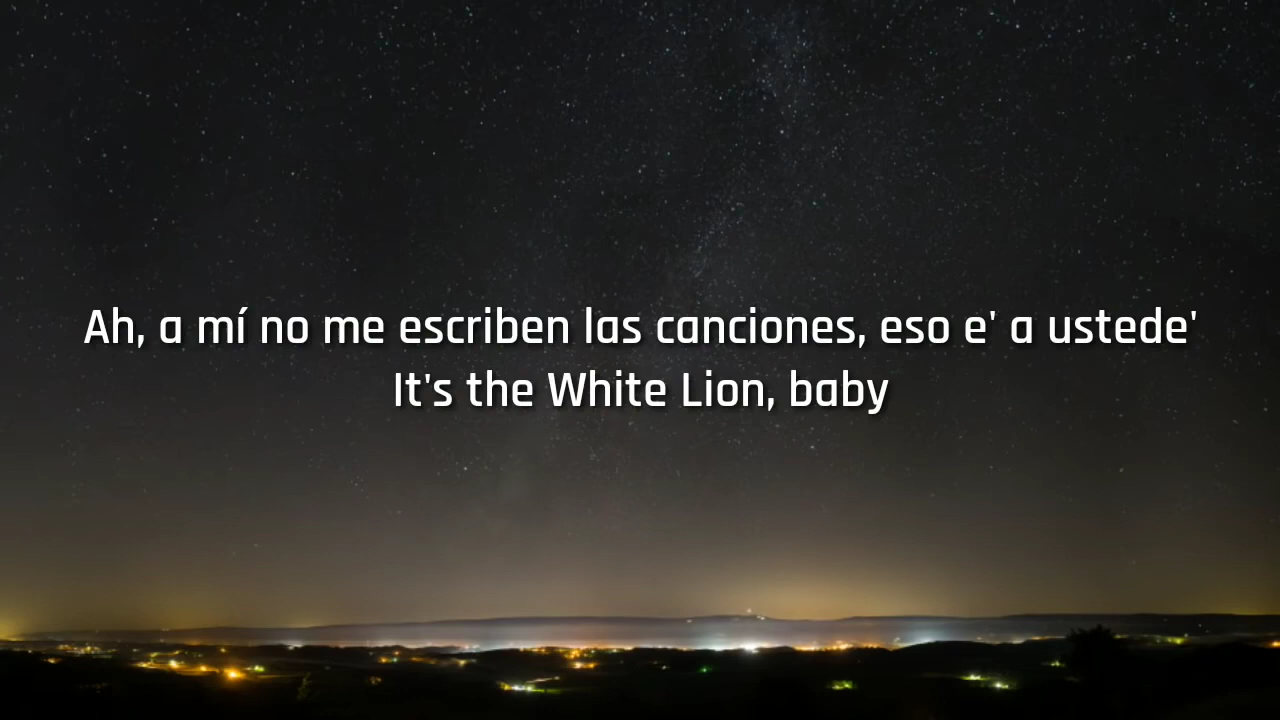 Ah, a mí no me escriben las canciones, eso e' a ustede'
It's the White Lion, baby